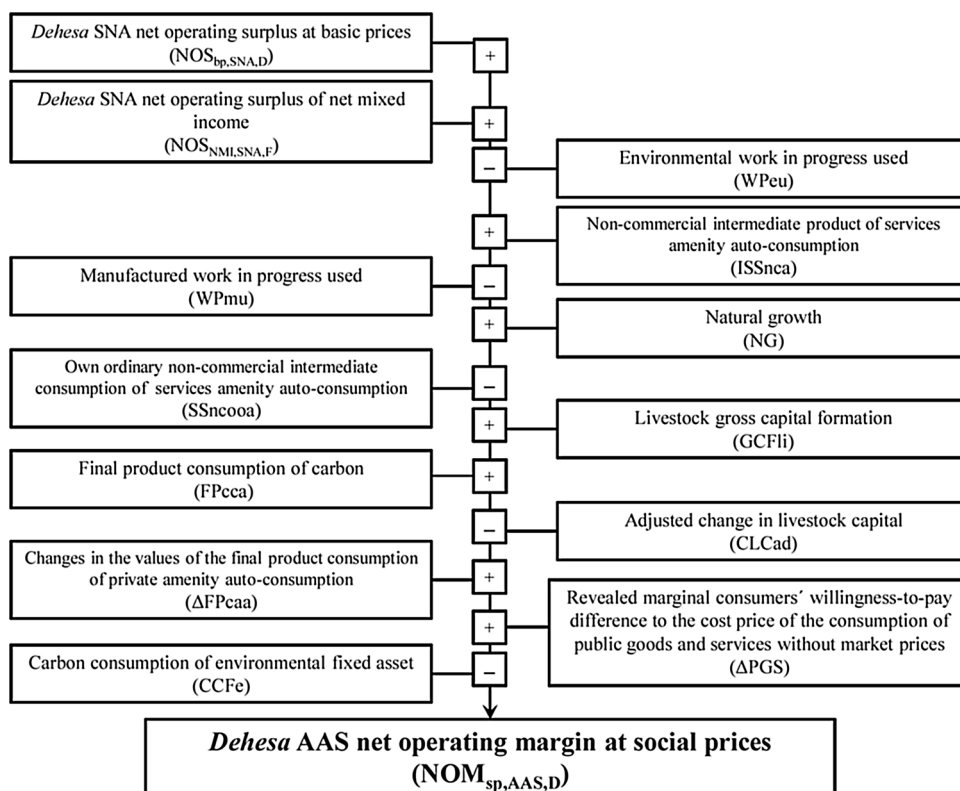 Dehesa SNA net operating surplus at basic prices
(NOSbp,SNA,D)
+
Dehesa SNA net operating surplus of net mixed
income
(NOSNMI,SNA,F)
+
−
Environmental work in progress used
(WPeu)
+
Non-commercial intermediate product of services
amenity auto-consumption
(ISSnca)
Manufactured work in progress used
(WPmu)
−
+
Natural growth
(NG)
Own ordinary non-commercial intermediate
consumption of services amenity auto-consumption
(SSncooa)
−
+
Livestock gross capital formation
(GCFli)
Final product consumption of carbon
(FPcca)
+
−
Adjusted change in livestock capital
(CLCad)
Changes in the values of the final product consumption
of private amenity auto-consumption
(ΔFPcaa)
+
+
Revealed marginal consumers´ willingness-to-pay
difference to the cost price of the consumption of
public goods and services without market prices
(ΔPGS)
Carbon consumption of environmental fixed asset
(CCFe)
−
Dehesa AAS net operating margin at social prices
(NOMsp,AAS,D)